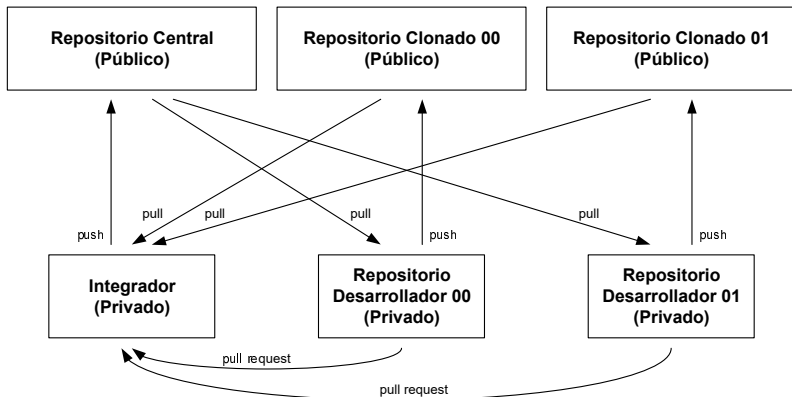 Repositorio Central
(Público)
Repositorio Clonado 00
(Público)
Repositorio Clonado 01
(Público)
pull
pull
pull
pull
push
push
push
Integrador
(Privado)
Repositorio
Desarrollador 00
(Privado)
Repositorio
Desarrollador 01
(Privado)
pull request
pull request